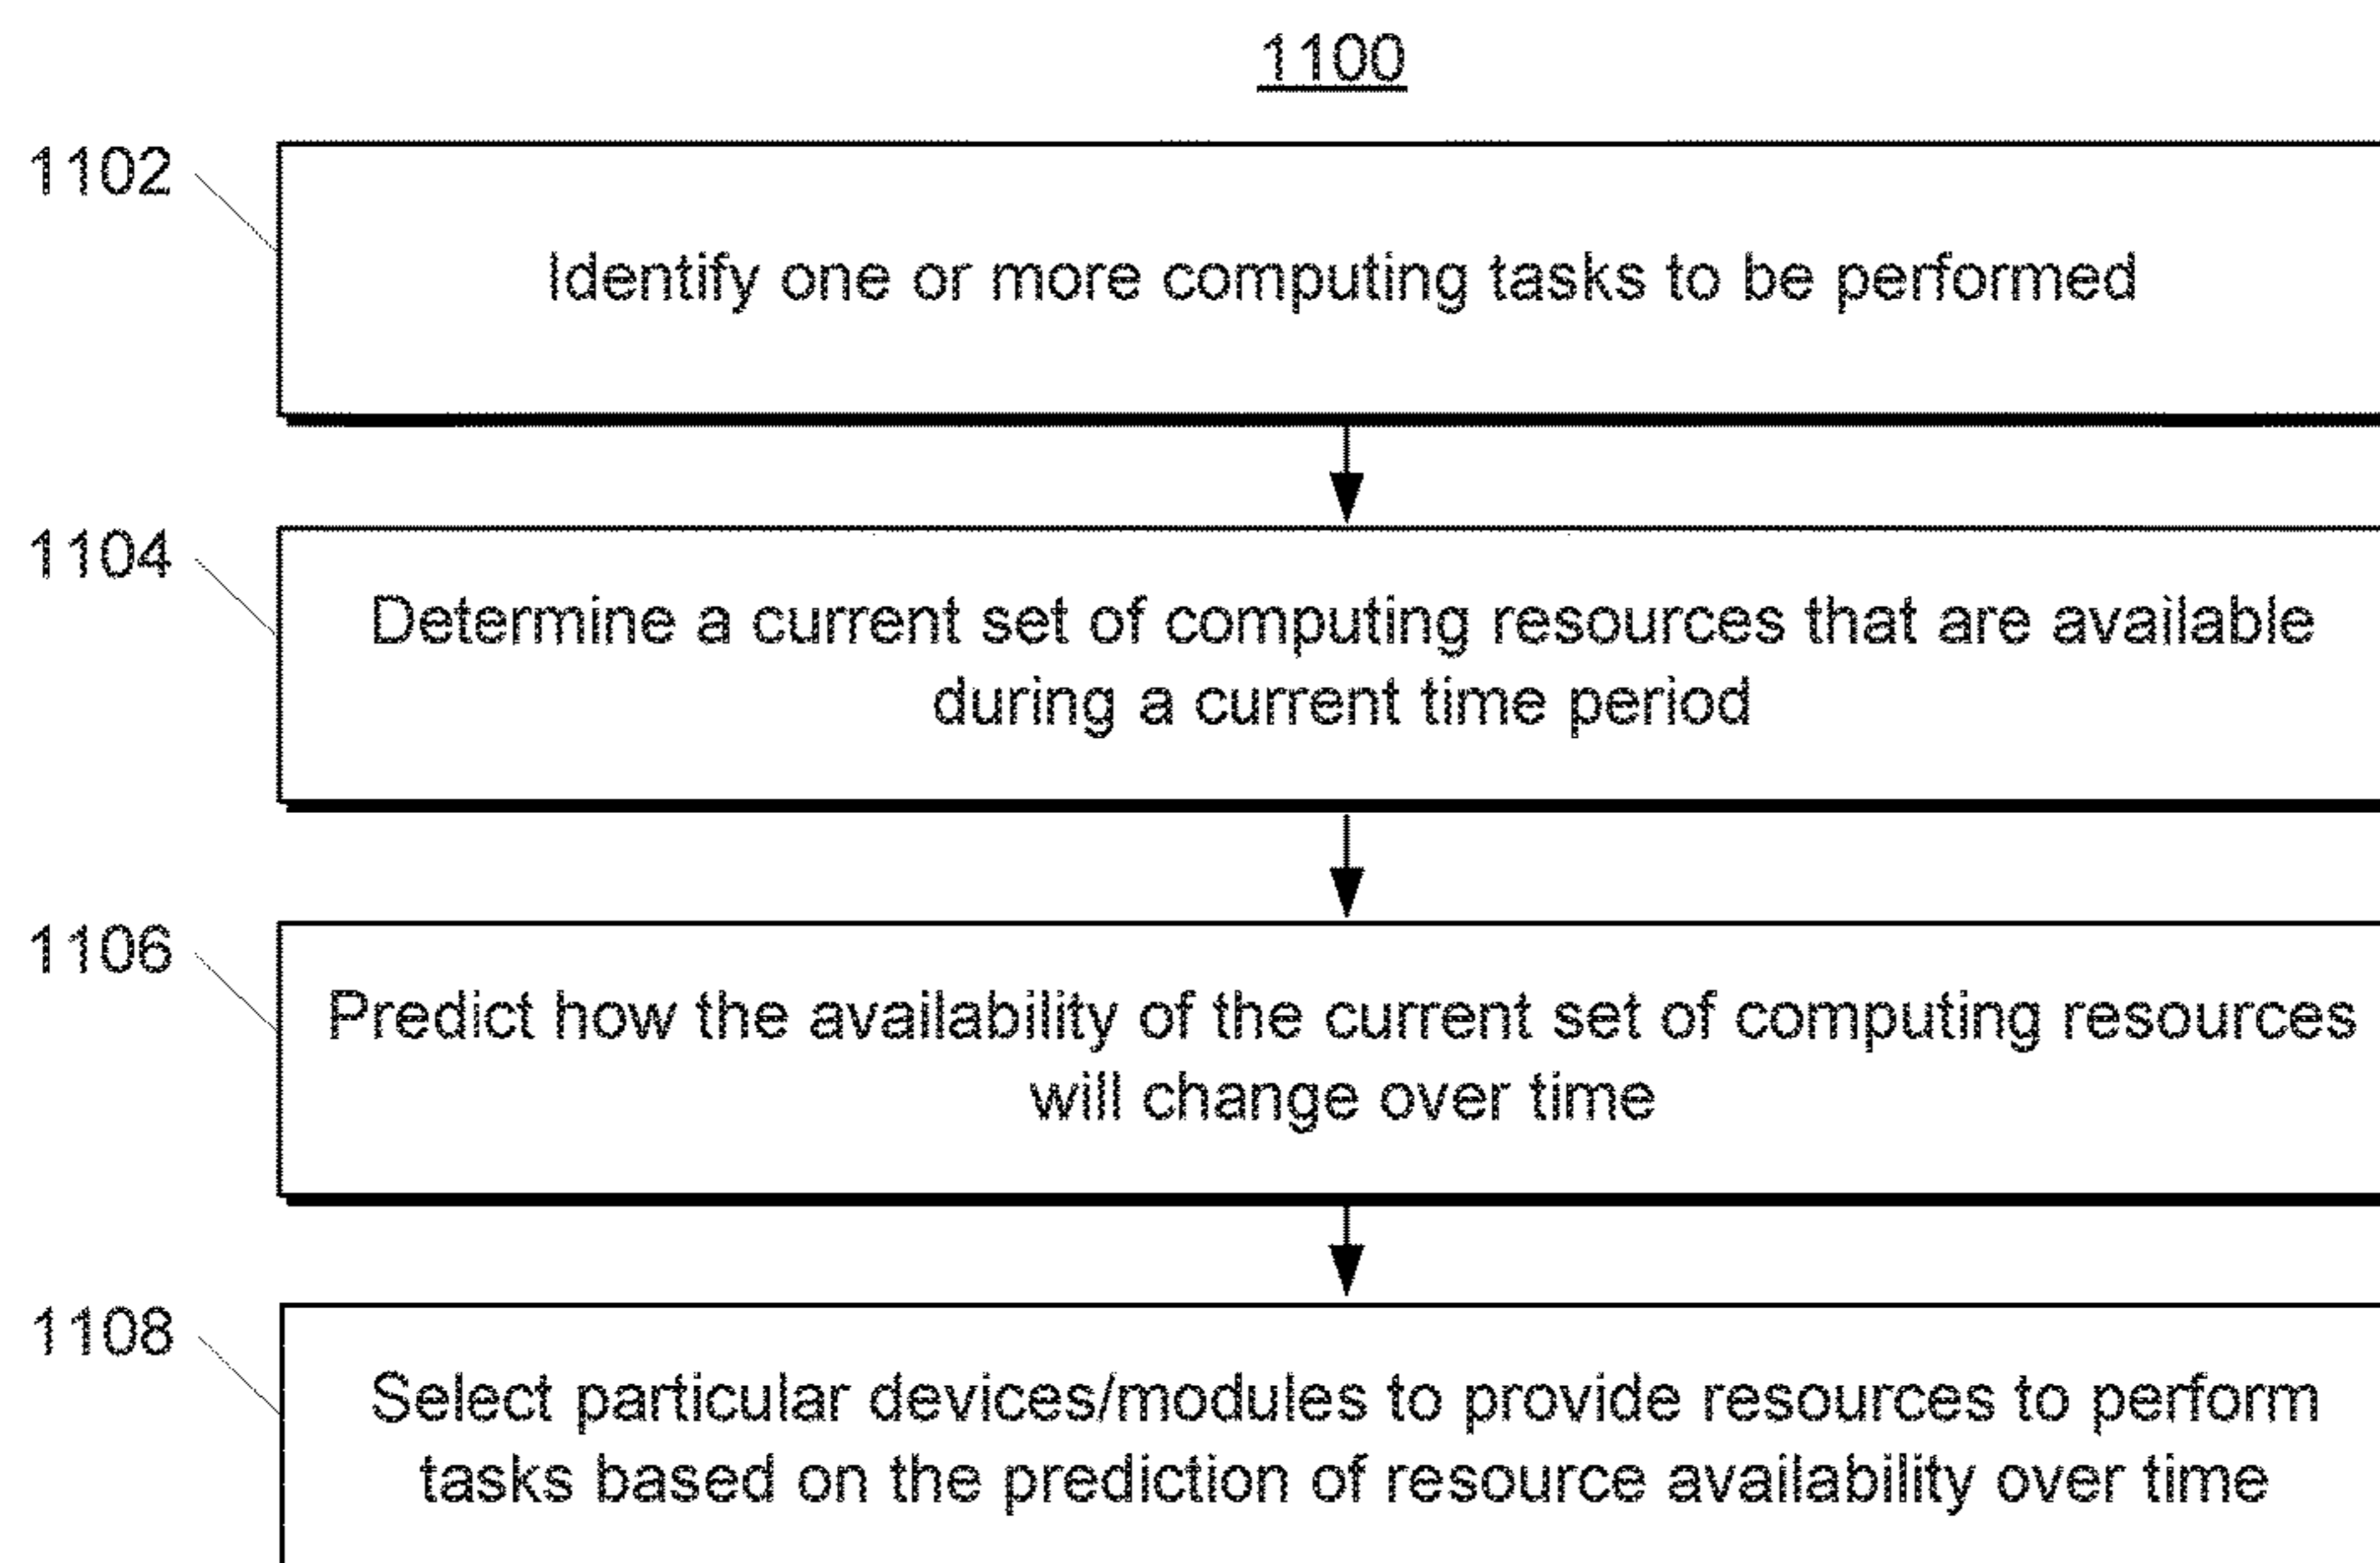 1100
1102
Identify one or more computing tasks to be performed
1104
Determine a current set of computing resources that are available
during a current time period
1106
Predict how the availability of the current set of computing resources
will change over time
1108
Select particular devices/modules to provide resources to perform
tasks based on the prediction of resource availability over time